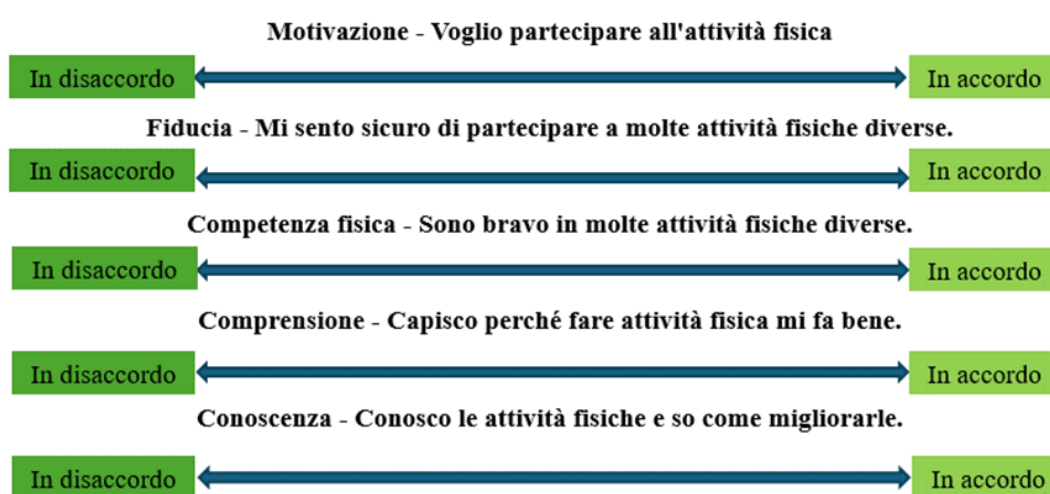 Motivazione - Voglio partecipare all'attività fisica
In disaccordo In accordo
Fiducia - Mi sento sicuro di partecipare a molte attività fisiche diverse.
In disaccordo In accordo
Competenza fisica - Sono bravo in molte attività fisiche diverse.
In disaccordo In accordo
Comprensione - Capisco perché fare attività fisica mi fa bene.
In disaccordo In accordo
Conoscenza - Conosco le attività fisiche e so come migliorarle.
In disaccordo In accordo